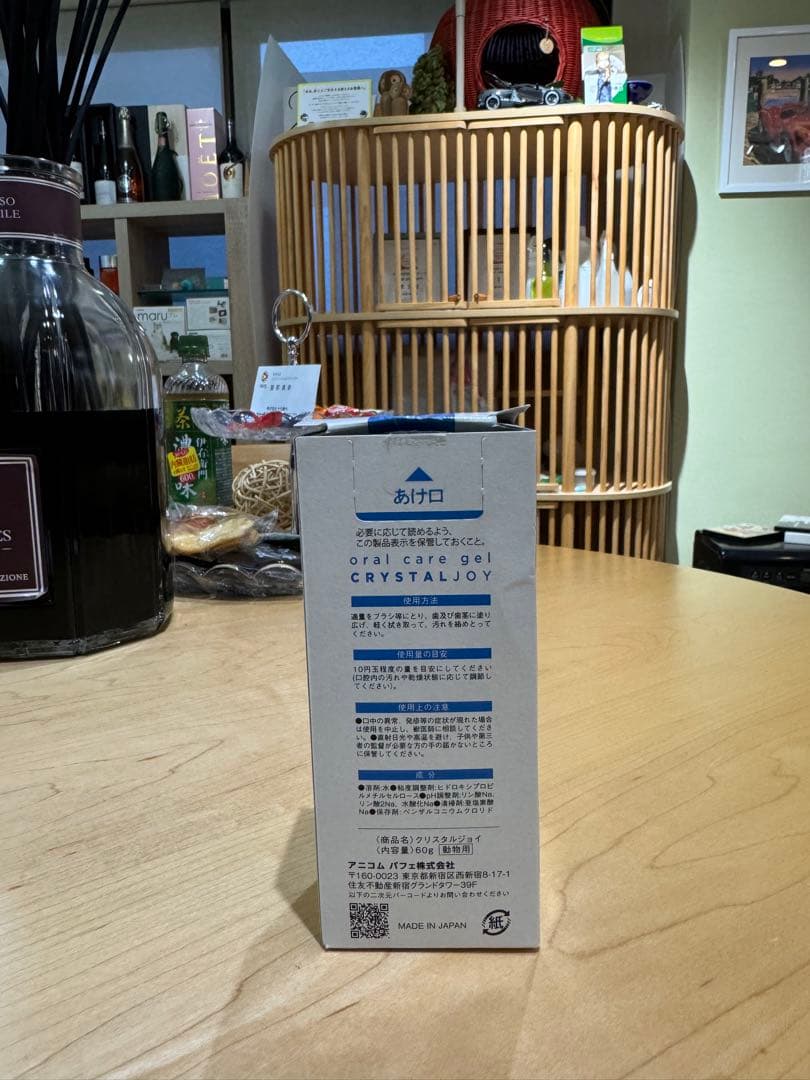 MOËT
SO
ILE
maru
茶
濃い
味
伊右衛門
600
ES
ZIONE
あけ口
必要に応じて読めるよう、
この製品表示を保管しておくこと。
oral care gel
CRYSTALJOY
使用方法
適量をブラシ等にとり、歯及び歯茎に塗り
広げ、軽く拭き取って、汚れを絡めとって
ください。
使用量の目安
10円玉程度の量を目安にしてください
(口腔内の汚れや乾燥状態に応じて調節し
てください)。
使用上の注意
●口中の異常、発疹等の症状が現れた場合
は使用を中止し、獣医師に相談してくださ
い。●直射日光や高温を避け、子供や第三
者の監督が必要な方の手の届かないところ
に保管してください。
成分
●溶剤:水●粘度調整剤:ヒドロキシプロピ
ルメチルセルロース●pH調整剤:リン酸Na、
リン酸2Na、水酸化Na●清掃剤:亜塩素酸
Na●保存剤:ベンザルコニウムクロリド
〈商品名〉クリスタルジョイ
〈内容量〉60g 動物用
アニコム パフェ株式会社
〒160-0023 東京都新宿区西新宿8-17-1
住友不動産新宿グランドタワー39F
以下の二次元バーコードよりお問い合わせください
MADE IN JAPAN
紙